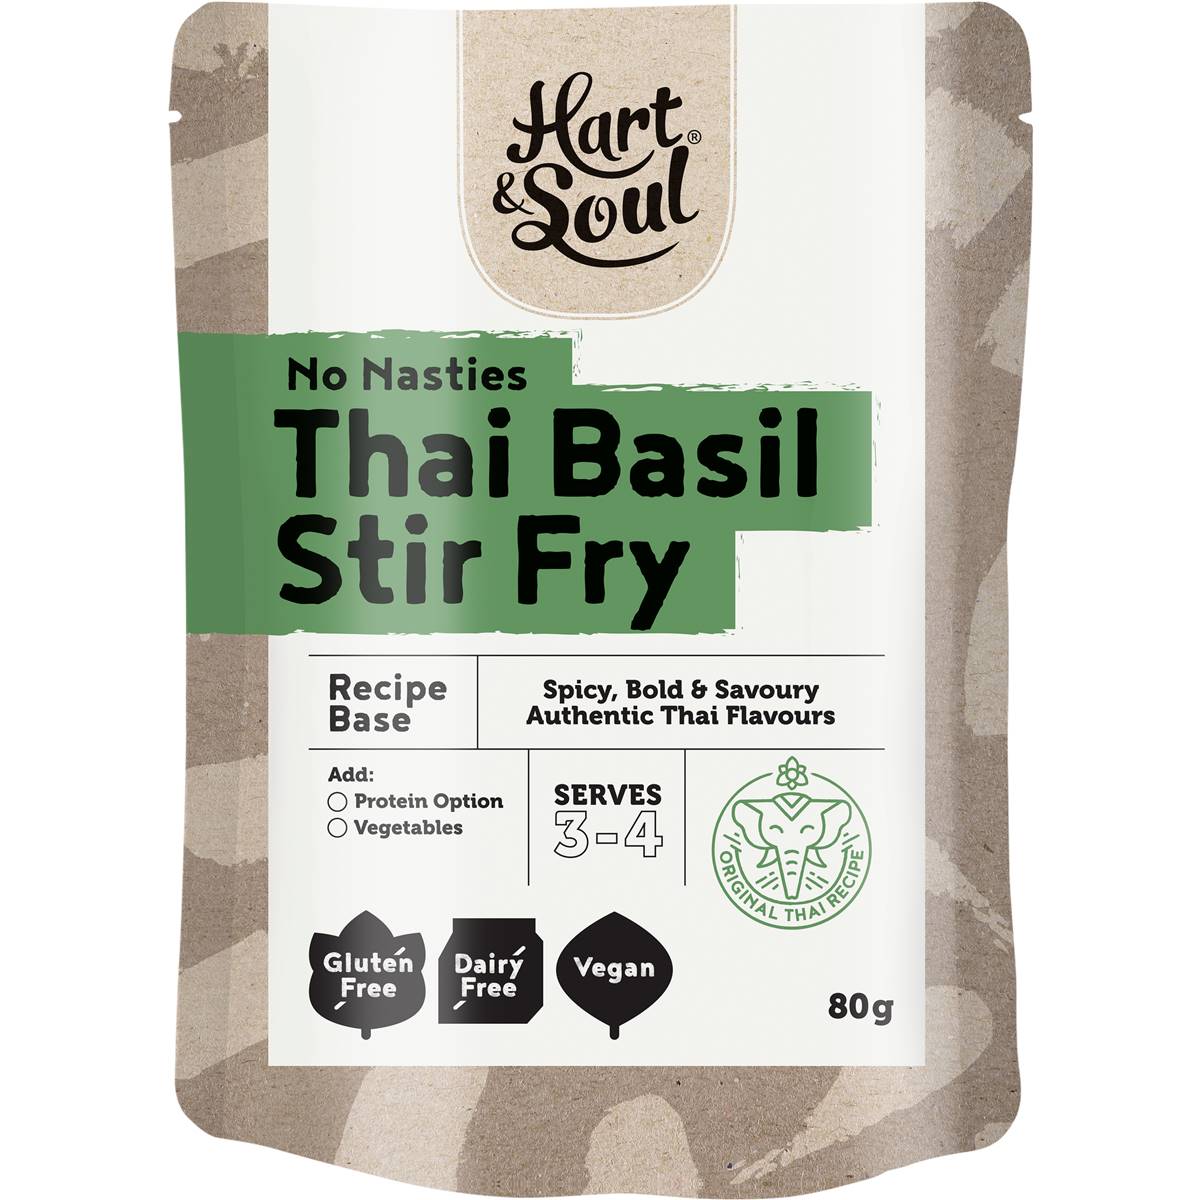 Hart
& Soul®
No Nasties
Thai Basil
Stir Fry
Recipe
Base
Spicy, Bold & Savoury
Authentic Thai Flavours
Add:
Protein Option
Vegetables
SERVES
3-4
ORIGINAL THAI RECIPE
Gluten
Free
Dairy
Free
Vegan
80g